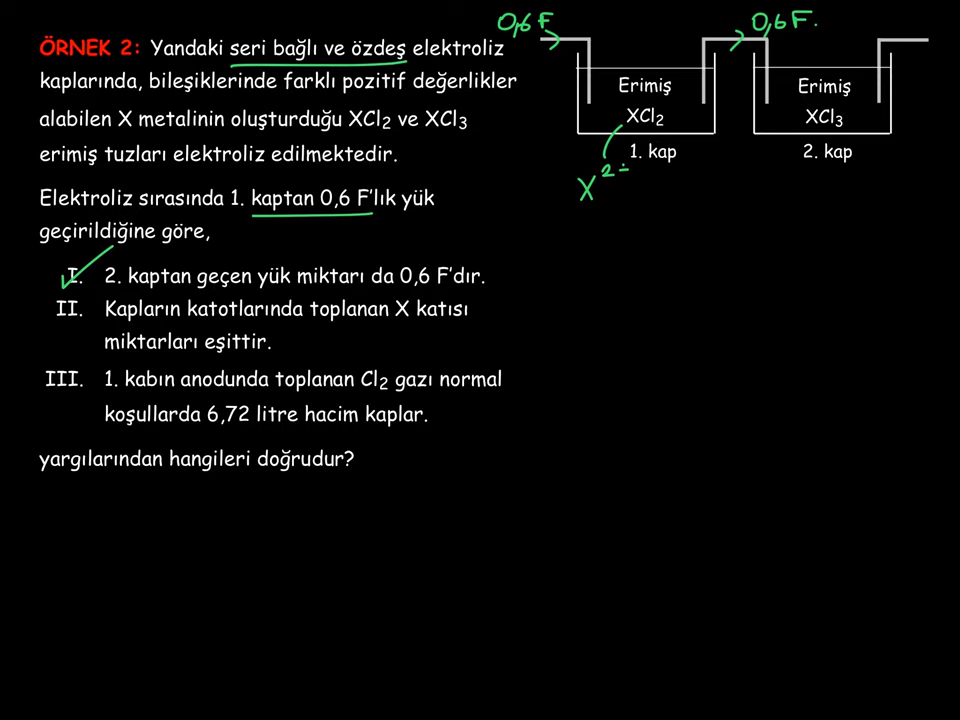 0,6 F
0,6 F.
ÖRNEK 2: Yandaki seri bağlı ve özdeş elektroliz
kaplarında, bileşiklerinde farklı pozitif değerlikler
alabilen X metalinin oluşturduğu XCl2 ve XCl3
erimiş tuzları elektroliz edilmektedir.
Erimiş
XCl2
1. kap
Erimiş
XCl3
2. kap
X2+
Elektroliz sırasında 1. kaptan 0,6 F'lık yük
geçirildiğine göre,
I. 2. kaptan geçen yük miktarı da 0,6 F'dır.
II. Kapların katotlarında toplanan X katısı
miktarları eşittir.
III. 1. kabın anodunda toplanan Cl2 gazı normal
koşullarda 6,72 litre hacim kaplar.
yargılarından hangileri doğrudur?